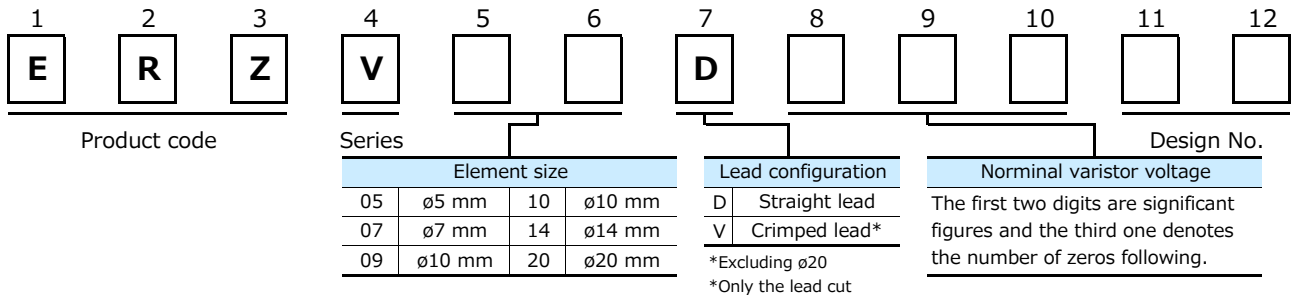 1 2 3 4 5 6 7 8 9 10 11 12
E R Z V D
Product code Series Design No.
Element size Lead configuration Norminal varistor voltage
05 ø5 mm 10 ø10 mm D Straight lead The first two digits are significant
07 ø7 mm 14 ø14 mm V Crimped lead* figures and the third one denotes
09 ø10 mm 20 ø20 mm *Excluding ø20 the number of zeros following.
*Only the lead cut